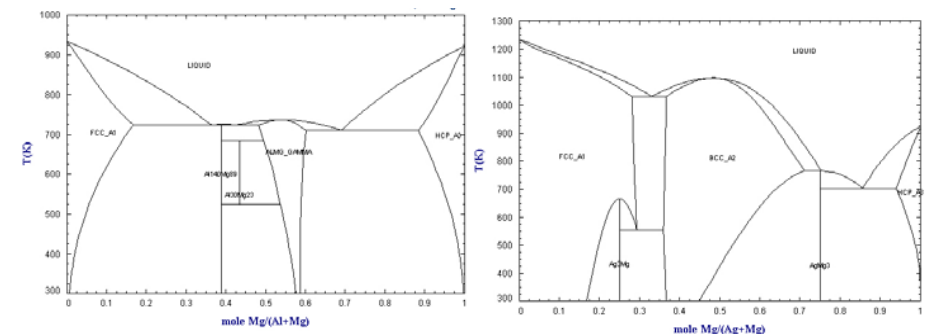 1000
900
800
700
600
500
400
300
T(K)
LIQUID
FCC_A1
HCP_A3
ALMG_GAMMA
Al140Mg89
Al30Mg23
0
0.1
0.2
0.3
0.4
0.5
0.6
0.7
0.8
0.9
1
mole Mg/(Al+Mg)
1300
1200
1100
1000
900
800
700
600
500
400
300
T(K)
LIQUID
FCC_A1
BCC_A2
HCP_A3
Ag3Mg
AgMg3
0
0.1
0.2
0.3
0.4
0.5
0.6
0.7
0.8
0.9
1
mole Mg/(Ag+Mg)